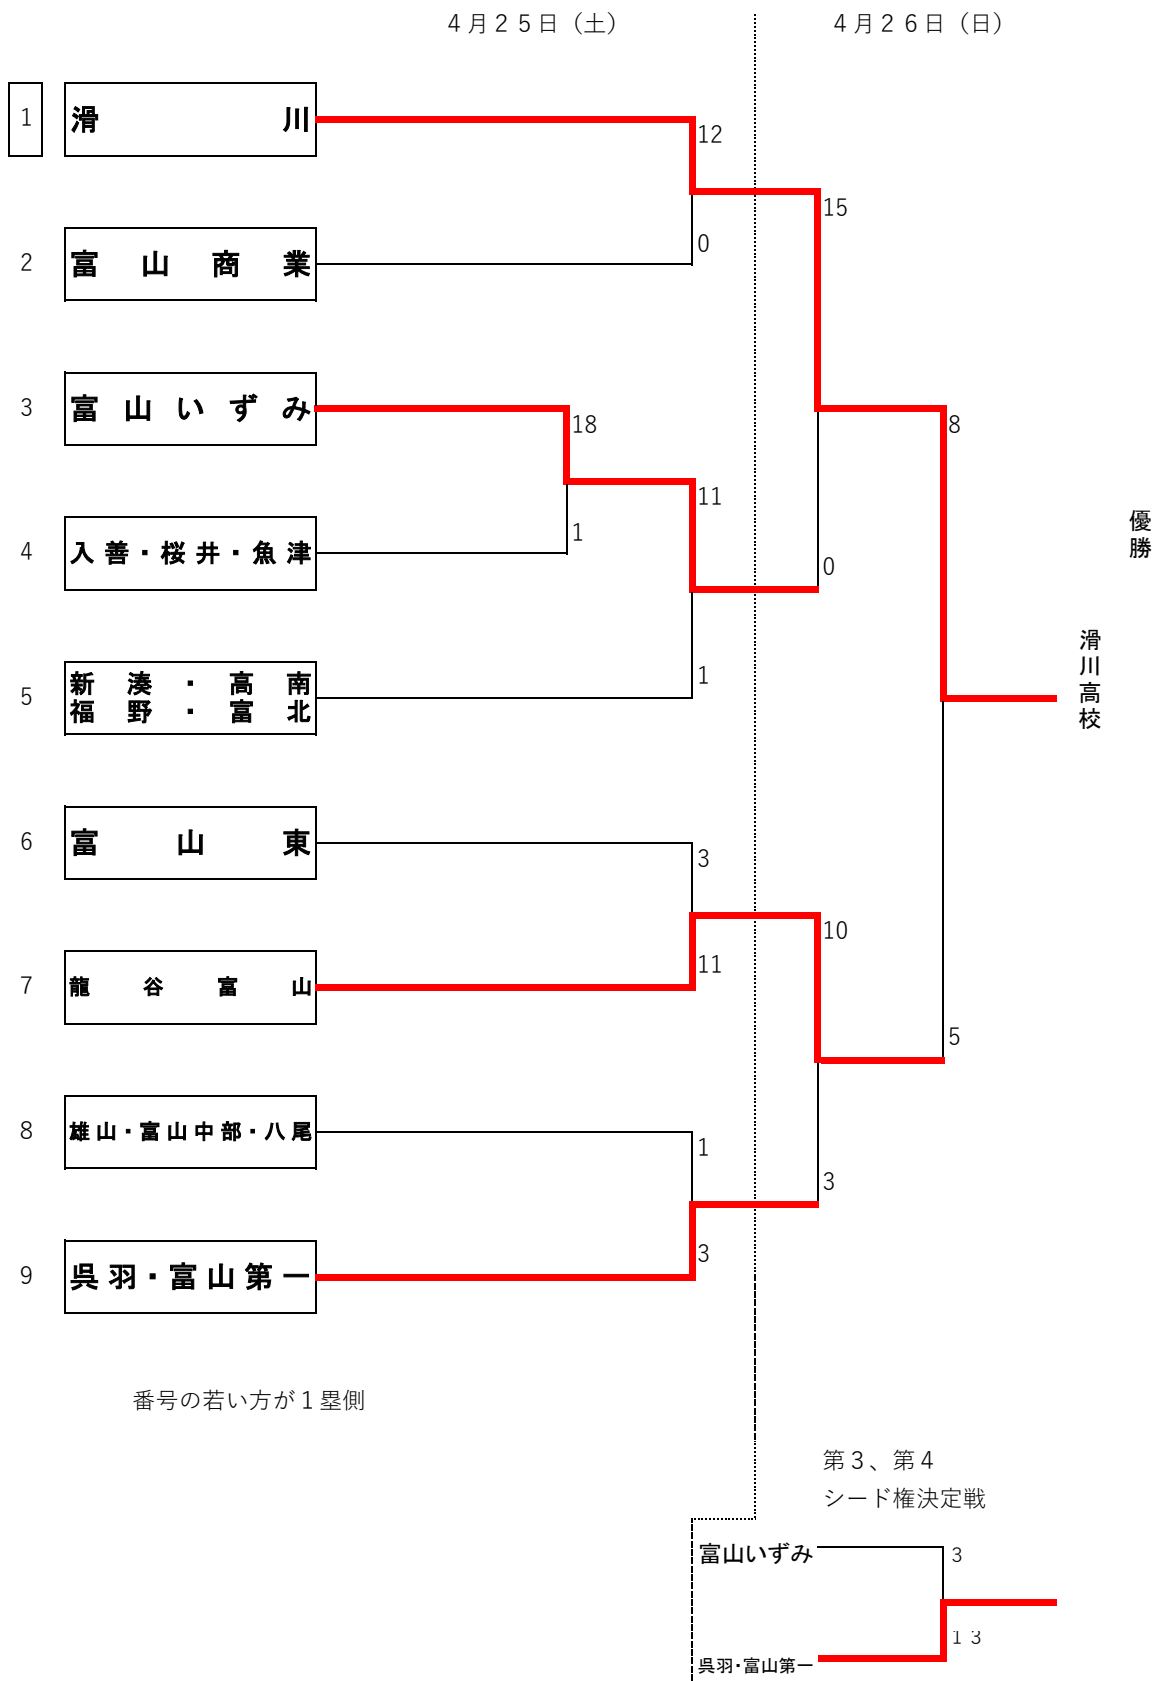 ４月２５日（土）
４月２６日（日）
1
滑川
12
15
2
富山商業
0
3
富山いずみ
18
8
11
4
入善・桜井・魚津
1
0
優勝
5
新湊・高南
福野・富北
1
滑川高校
6
富山東
3
10
7
龍谷富山
11
5
8
雄山・富山中部・八尾
1
3
9
呉羽・富山第一
3
番号の若い方が１塁側
第３、第４
シード権決定戦
富山いずみ
3
呉羽・富山第一
１３